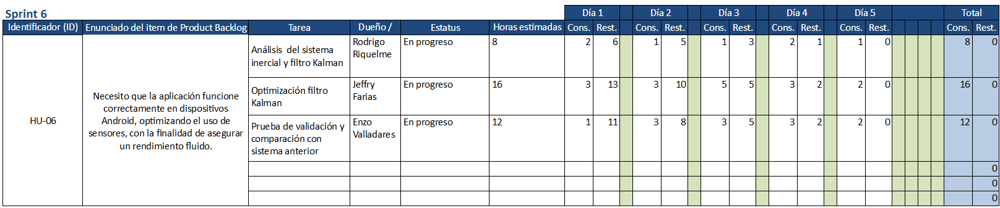 Sprint 6
Día 1 Día 2 Día 3 Día 4 Día 5 Total
Identificador (ID) Enunciado del item de Product Backlog Tarea Dueño / Estatus Horas estimadas Cons. Rest. Cons. Rest. Cons. Rest. Cons. Rest. Cons. Rest. Cons. Rest.
HU-06
Necesito que la aplicación funcione
correctamente en dispositivos
Android, optimizando el uso de
sensores, con la finalidad de asegurar
un rendimiento fluido.
Análisis del sistema
inercial y filtro Kalman
Rodrigo
Riquelme
En progreso 8 2 6 1 5 1 3 2 1 1 0 8 0
Optimización filtro
Kalman
Jeffry
Farias
En progreso 16 3 13 3 10 5 5 3 2 2 0 16 0
Prueba de validación y
comparación con
sistema anterior
Enzo
Valladares
En progreso 12 1 11 3 8 3 5 3 2 2 0 12 0
0
0
0